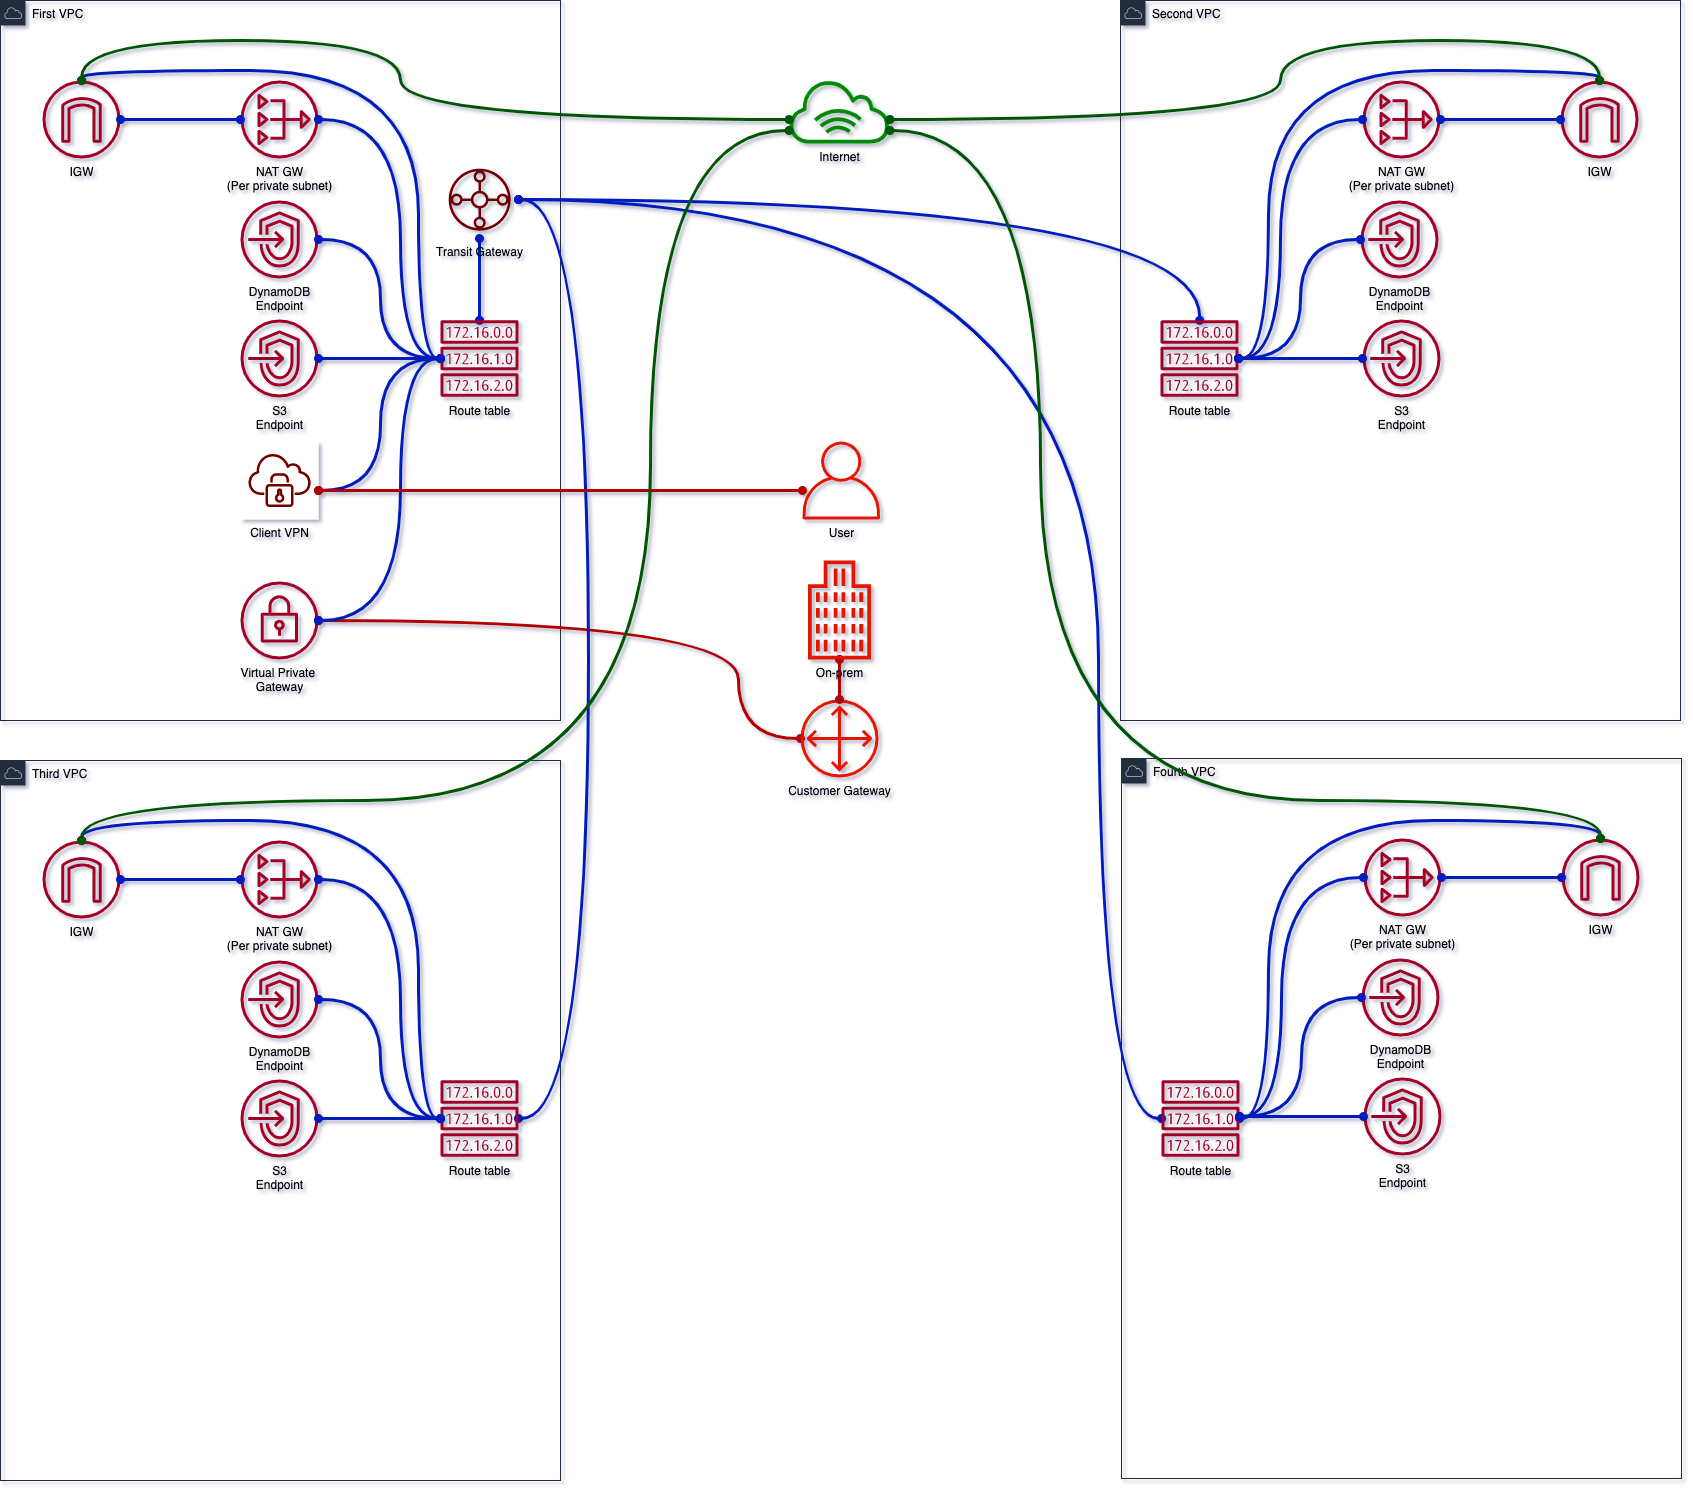 First VPC
IGW
NAT GW
(Per private subnet)
Transit Gateway
DynamoDB
Endpoint
172.16.0.0
172.16.1.0
172.16.2.0
Route table
S3
Endpoint
Client VPN
Virtual Private
Gateway
Internet
User
On-prem
Customer Gateway
Second VPC
NAT GW
(Per private subnet)
IGW
DynamoDB
Endpoint
172.16.0.0
172.16.1.0
172.16.2.0
Route table
S3
Endpoint
Third VPC
IGW
NAT GW
(Per private subnet)
DynamoDB
Endpoint
172.16.0.0
172.16.1.0
172.16.2.0
Route table
S3
Endpoint
Fourth VPC
NAT GW
(Per private subnet)
IGW
DynamoDB
Endpoint
172.16.0.0
172.16.1.0
172.16.2.0
Route table
S3
Endpoint